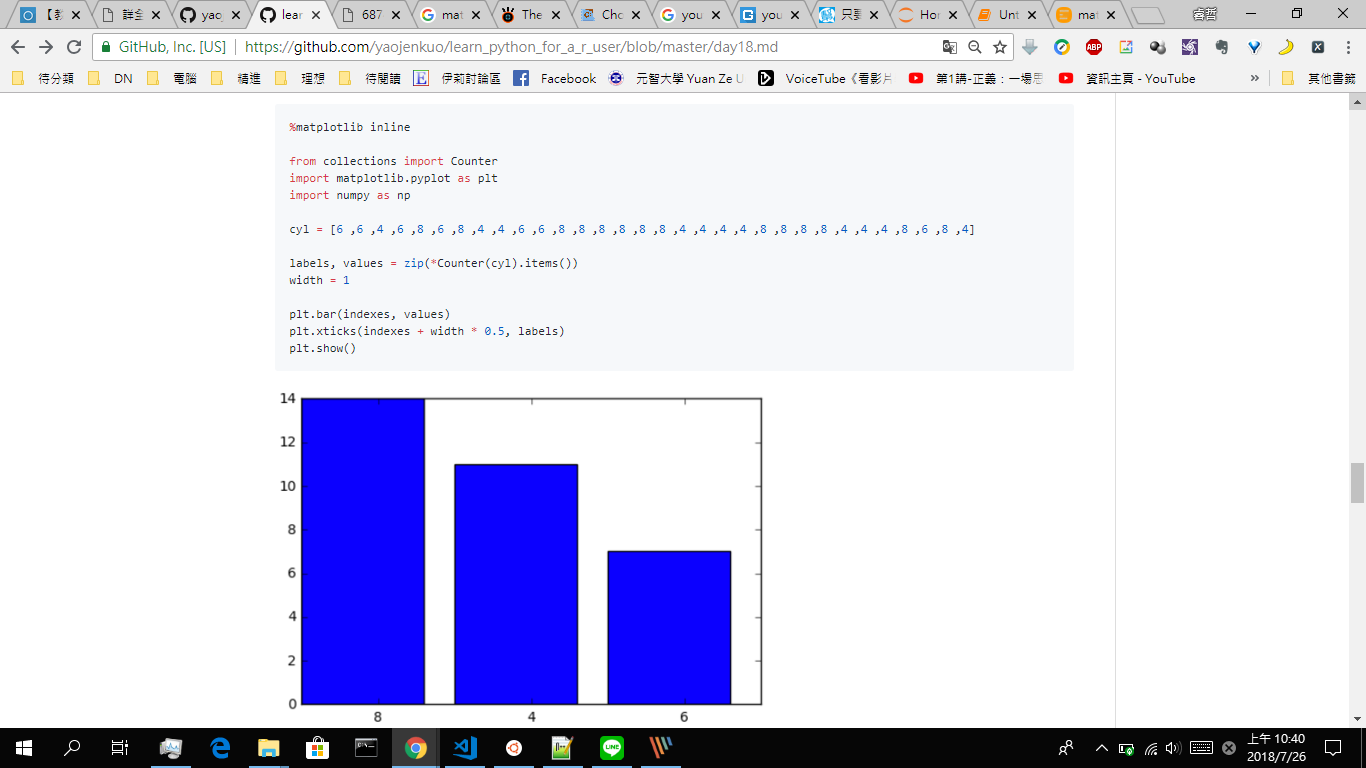 【教
詳全
yao
lear
687
mat
The
Cho
you
you
只要
Hor
Unt
mat
睿哲
GitHub, Inc. [US]
https://github.com/yaojenkuo/learn_python_for_a_r_user/blob/master/day18.md
ABP
待分類
DN
電腦
精進
理想
待閱讀
伊莉討論區
Facebook
元智大學 Yuan Ze U
VoiceTube《看影片
第1講-正義：一場思
資訊主頁 - YouTube
»
其他書籤
%matplotlib inline
from collections import Counter
import matplotlib.pyplot as plt
import numpy as np
cyl = [6 ,6 ,4 ,6 ,8 ,6 ,8 ,4 ,4 ,6 ,6 ,8 ,8 ,8 ,8 ,8 ,8 ,4 ,4 ,4 ,4 ,8 ,8 ,8 ,8 ,4 ,4 ,4 ,8 ,6 ,8 ,4]
labels, values = zip(*Counter(cyl).items())
width = 1
plt.bar(indexes, values)
plt.xticks(indexes + width * 0.5, labels)
plt.show()
14
12
10
8
6
4
2
0
8 4 6
LINE
上午 10:40
2018/7/26